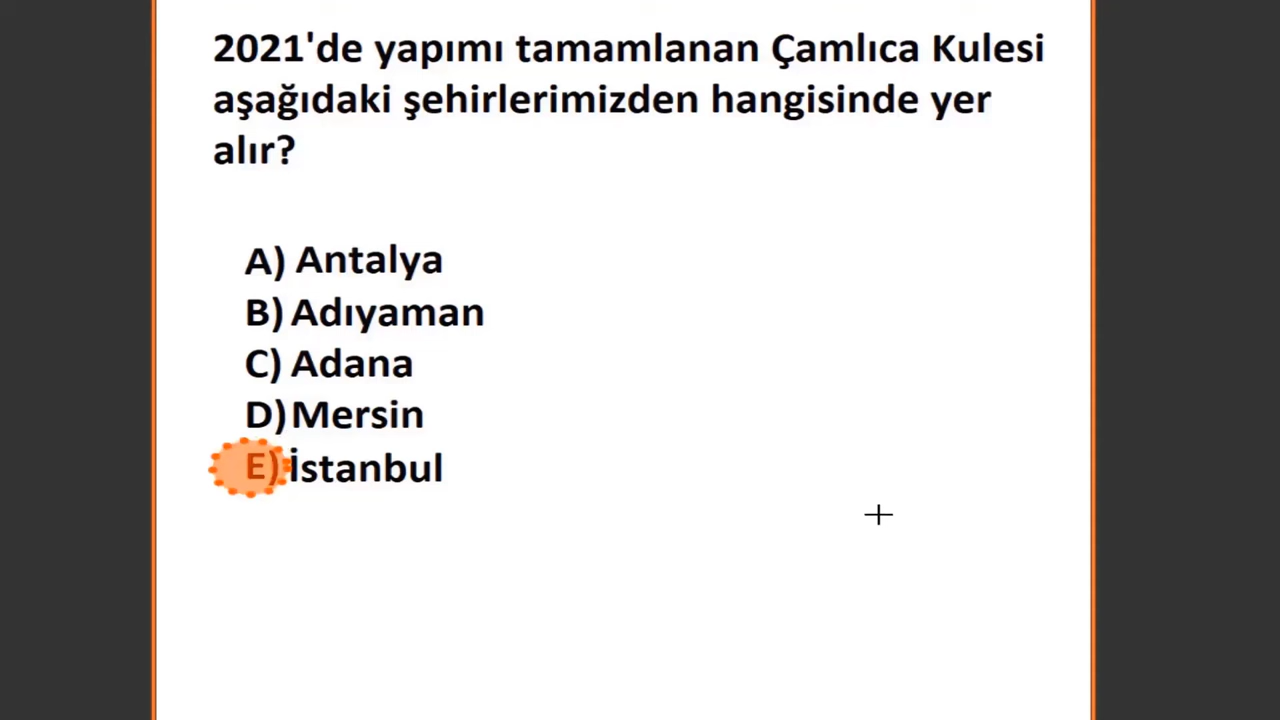 2021'de yapımı tamamlanan Çamlıca Kulesi
aşağıdaki şehirlerimizden hangisinde yer
alır?
A) Antalya
B) Adıyaman
C) Adana
D) Mersin
E) İstanbul